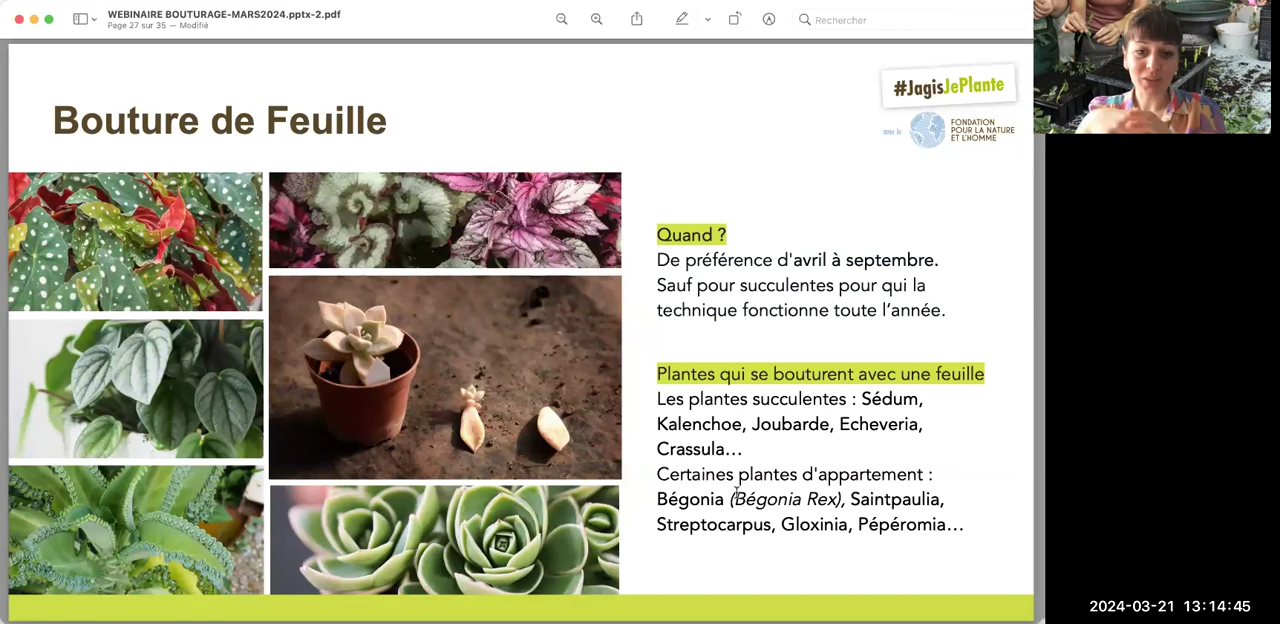 WEBINAIRE BOUTURAGE-MARS2024.pptx-2.pdf
Page 27 sur 35 — Modifié
Rechercher
#JagisJePlante
avec la
FONDATION
POUR LA NATURE
ET L'HOMME
Bouture de Feuille
Quand ?
De préférence d'avril à septembre.
Sauf pour succulentes pour qui la
technique fonctionne toute l’année.
Plantes qui se bouturent avec une feuille
Les plantes succulentes : Sédum,
Kalenchoe, Joubarde, Echeveria,
Crassula…
Certaines plantes d'appartement :
Bégonia (Bégonia Rex), Saintpaulia,
Streptocarpus, Gloxinia, Pépéromia…
2024-03-21 13:14:45